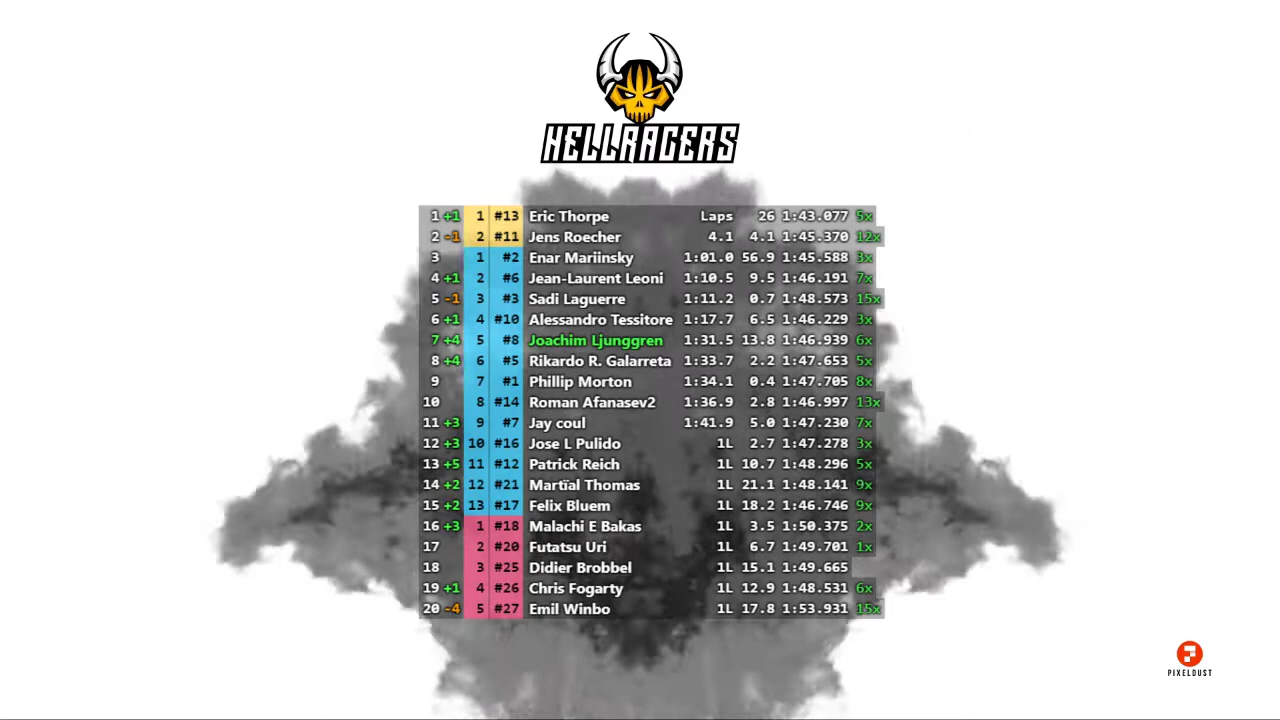 HELLRACERS
1 +1 1 #13 Eric Thorpe Laps 26 1:43.077 5x
2 -1 2 #11 Jens Roecher 4.1 4.1 1:45.370 12x
3 1 #2 Enar Mariinsky 1:01.0 56.9 1:45.588 3x
4 +1 2 #6 Jean-Laurent Leoni 1:10.5 9.5 1:46.191 7x
5 -1 3 #3 Sadi Laguerre 1:11.2 0.7 1:48.573 15x
6 +1 4 #10 Alessandro Tessitore 1:17.7 6.5 1:46.229 3x
7 +4 5 #8 Joachim Ljunggren 1:31.5 13.8 1:46.939 6x
8 +4 6 #5 Rikardo R. Galarreta 1:33.7 2.2 1:47.653 5x
9 7 #1 Phillip Morton 1:34.1 0.4 1:47.705 8x
10 8 #14 Roman Afanasev2 1:36.9 2.8 1:46.997 13x
11 +3 9 #7 Jay coul 1:41.9 5.0 1:47.230 7x
12 +3 10 #16 Jose L Pulido 1L 2.7 1:47.278 3x
13 +5 11 #12 Patrick Reich 1L 10.7 1:48.296 5x
14 +2 12 #21 Martial Thomas 1L 21.1 1:48.141 9x
15 +2 13 #17 Felix Bluem 1L 18.2 1:46.746 9x
16 +3 1 #18 Malachi E Bakas 1L 3.5 1:50.375 2x
17 2 #20 Futatsu Uri 1L 6.7 1:49.701 1x
18 3 #25 Didier Brobbel 1L 15.1 1:49.665
19 +1 4 #26 Chris Fogarty 1L 12.9 1:48.531 6x
20 -4 5 #27 Emil Winbo 1L 17.8 1:53.931 15x
PIXELDUST